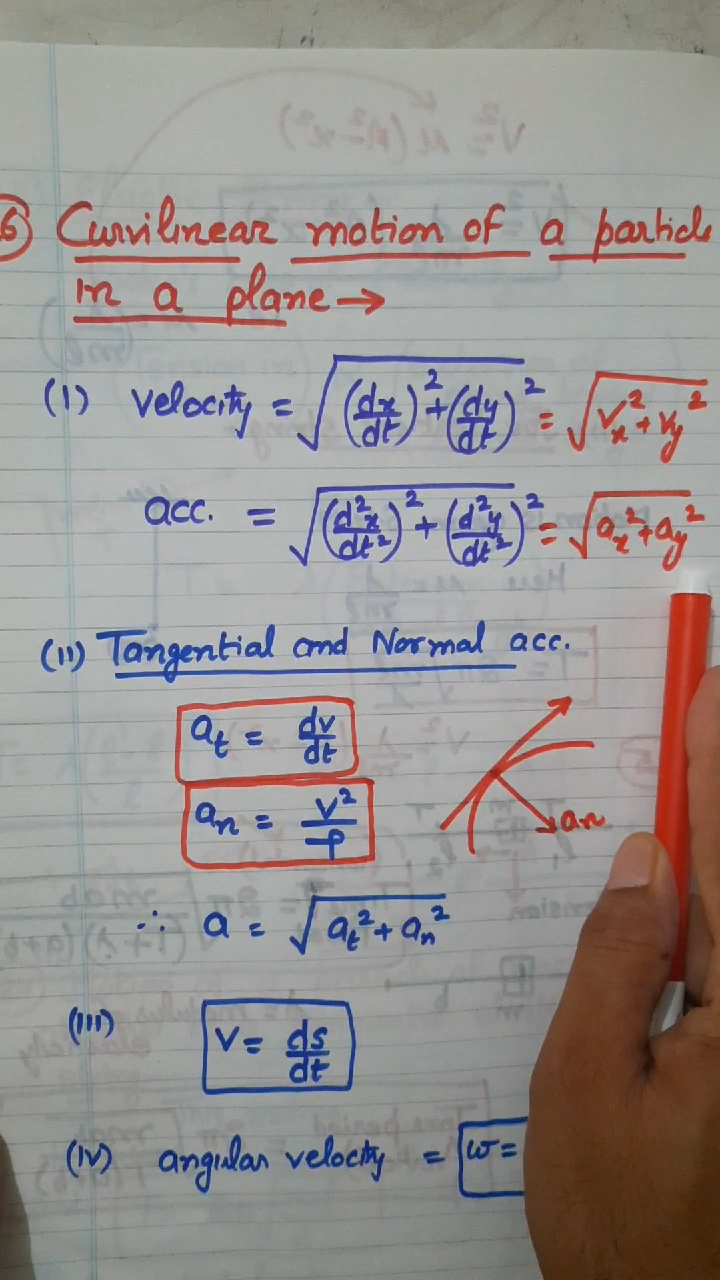 6 Curvilinear motion of a particle
in a plane →
(I) velocity = √((dx/dt)² + (dy/dt)²) = √(Vx² + Vy²)
acc. = √((d²x/dt²)² + (d²y/dt²)²) = √(ax² + ay²)
(II) Tangential and Normal acc.
at = dv/dt
an = v²/ρ
an
∴ a = √(at² + an²)
(III) V = ds/dt
(IV) angular velocity = ω =